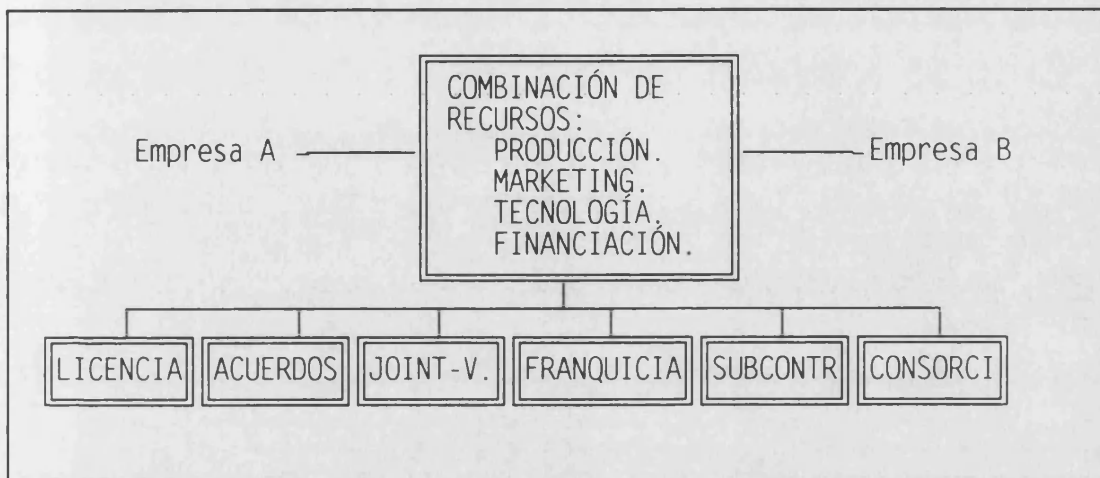 COMBINACIÓN DE
RECURSOS:
PRODUCCIÓN.
MARKETING.
TECNOLOGÍA.
FINANCIACIÓN.
Empresa A
Empresa B
LICENCIA
ACUERDOS
JOINT-V.
FRANQUICIA
SUBCONTR
CONSORCI